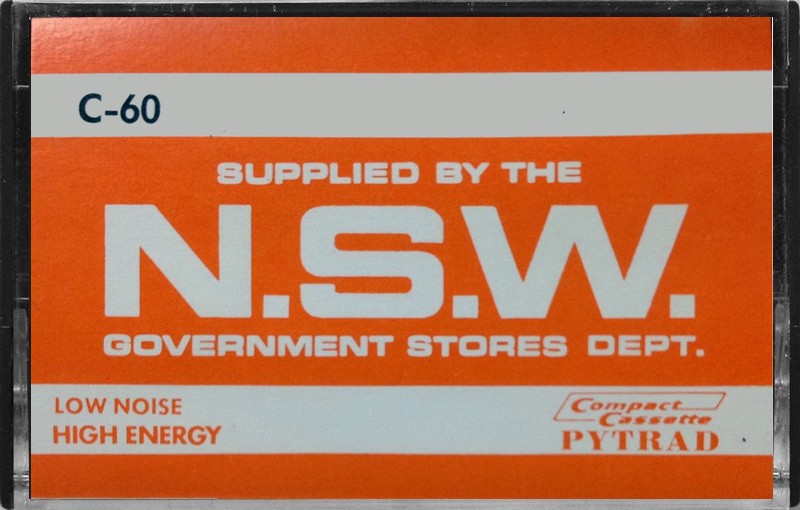 C-60
SUPPLIED BY THE
N.S.W.
GOVERNMENT STORES DEPT.
LOW NOISE
HIGH ENERGY
Compact
Cassette
PYTRAD